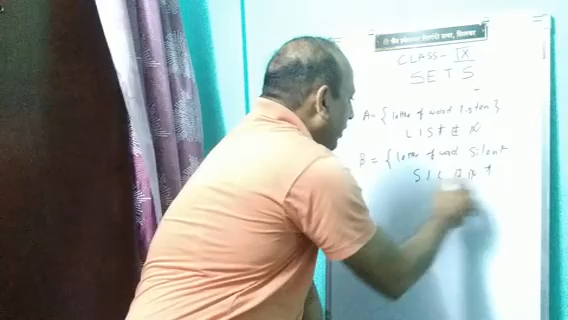 CLASS - IX
SETS
A = { letter of word listen }
L I S t E N
B = { letter of word Silent
S I L E N t